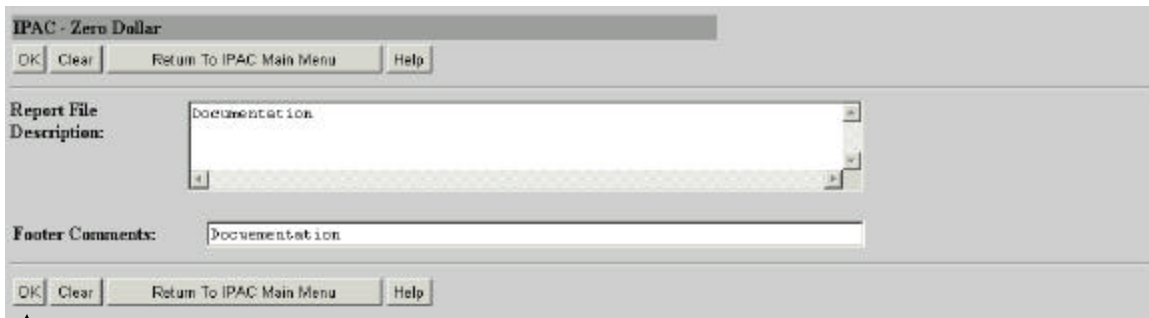 IPAC - Zero Dollar
OK Clear Return To IPAC Main Menu Help
Report File
Description:
Documentation
Footer Comments: Docuementation
OK Clear Return To IPAC Main Menu Help